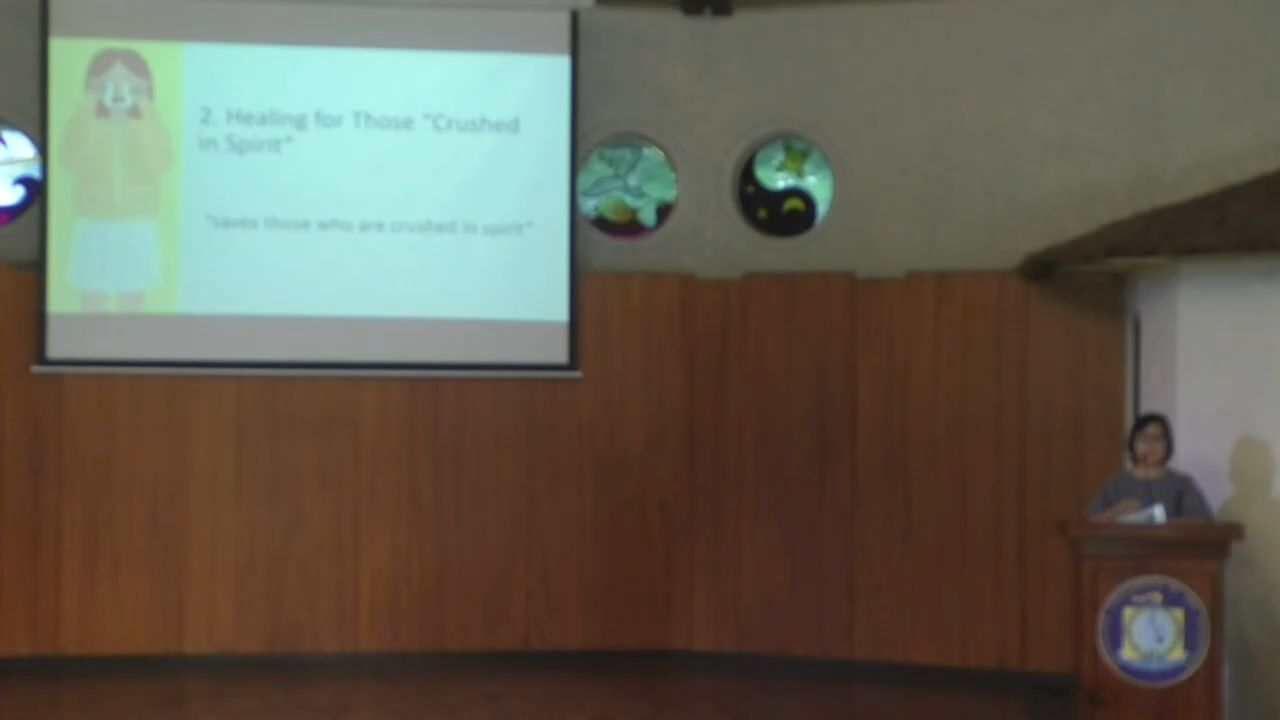 2. Healing for Those "Crushed
in Spirit"
"saves those who are crushed in spirit"